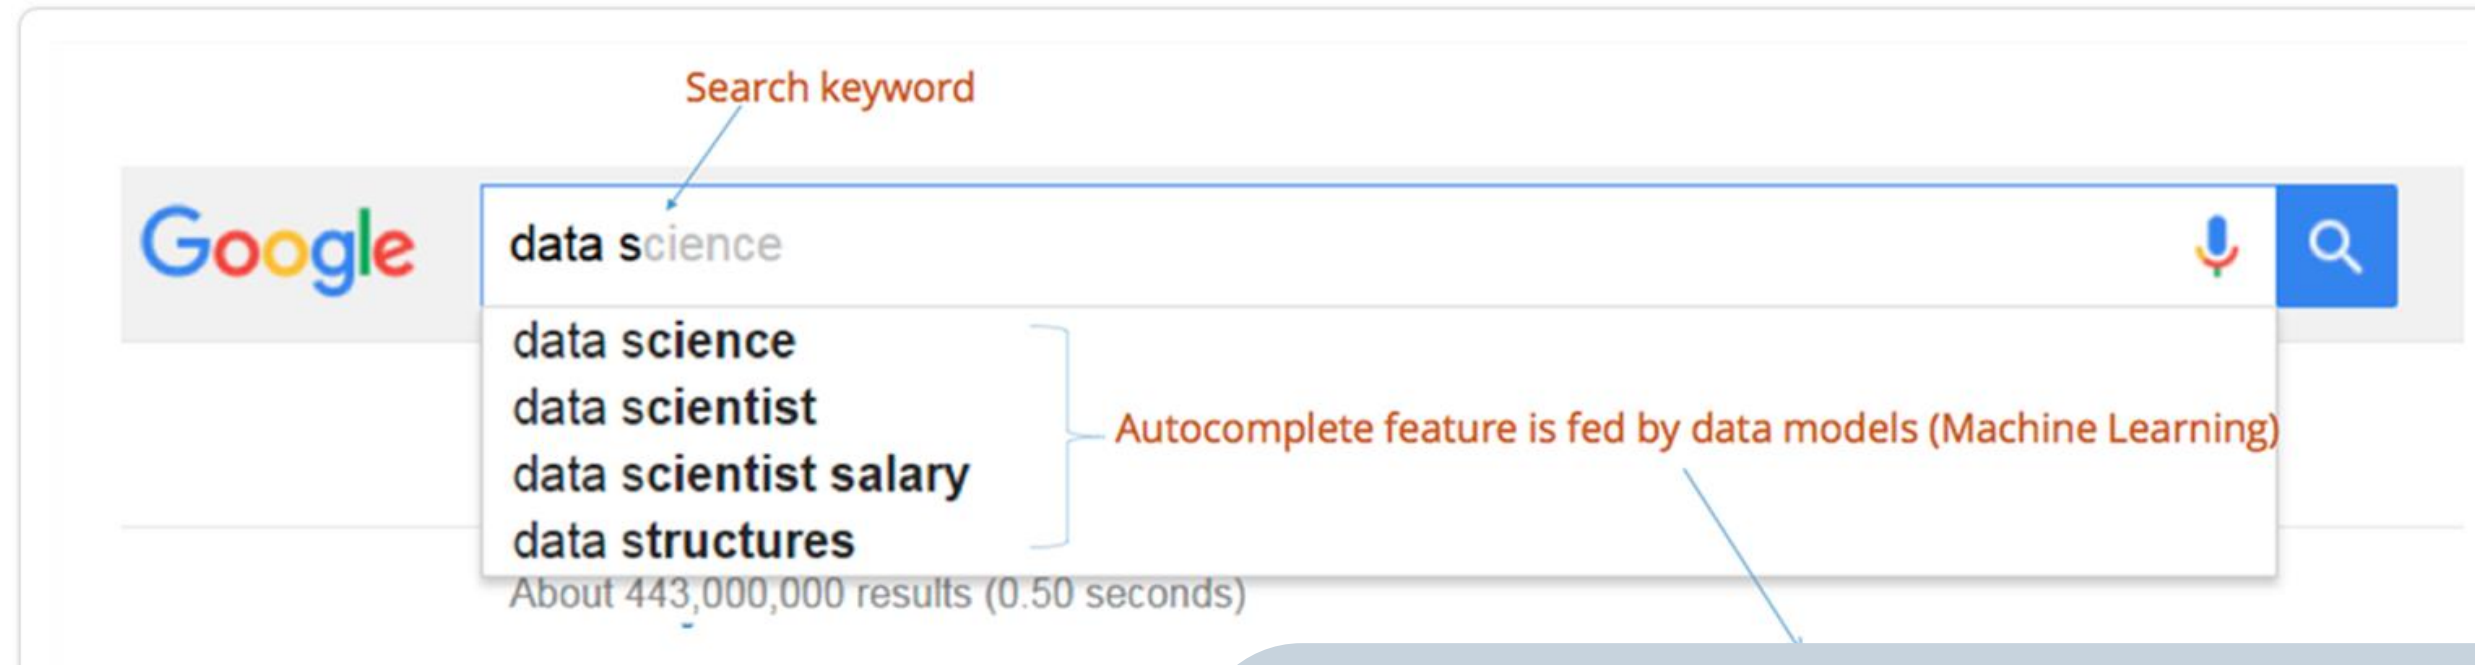 Search keyword
Google
data science
data science
data scientist
data scientist salary
data structures
Autocomplete feature is fed by data models (Machine Learning)
About 443,000,000 results (0.50 seconds)